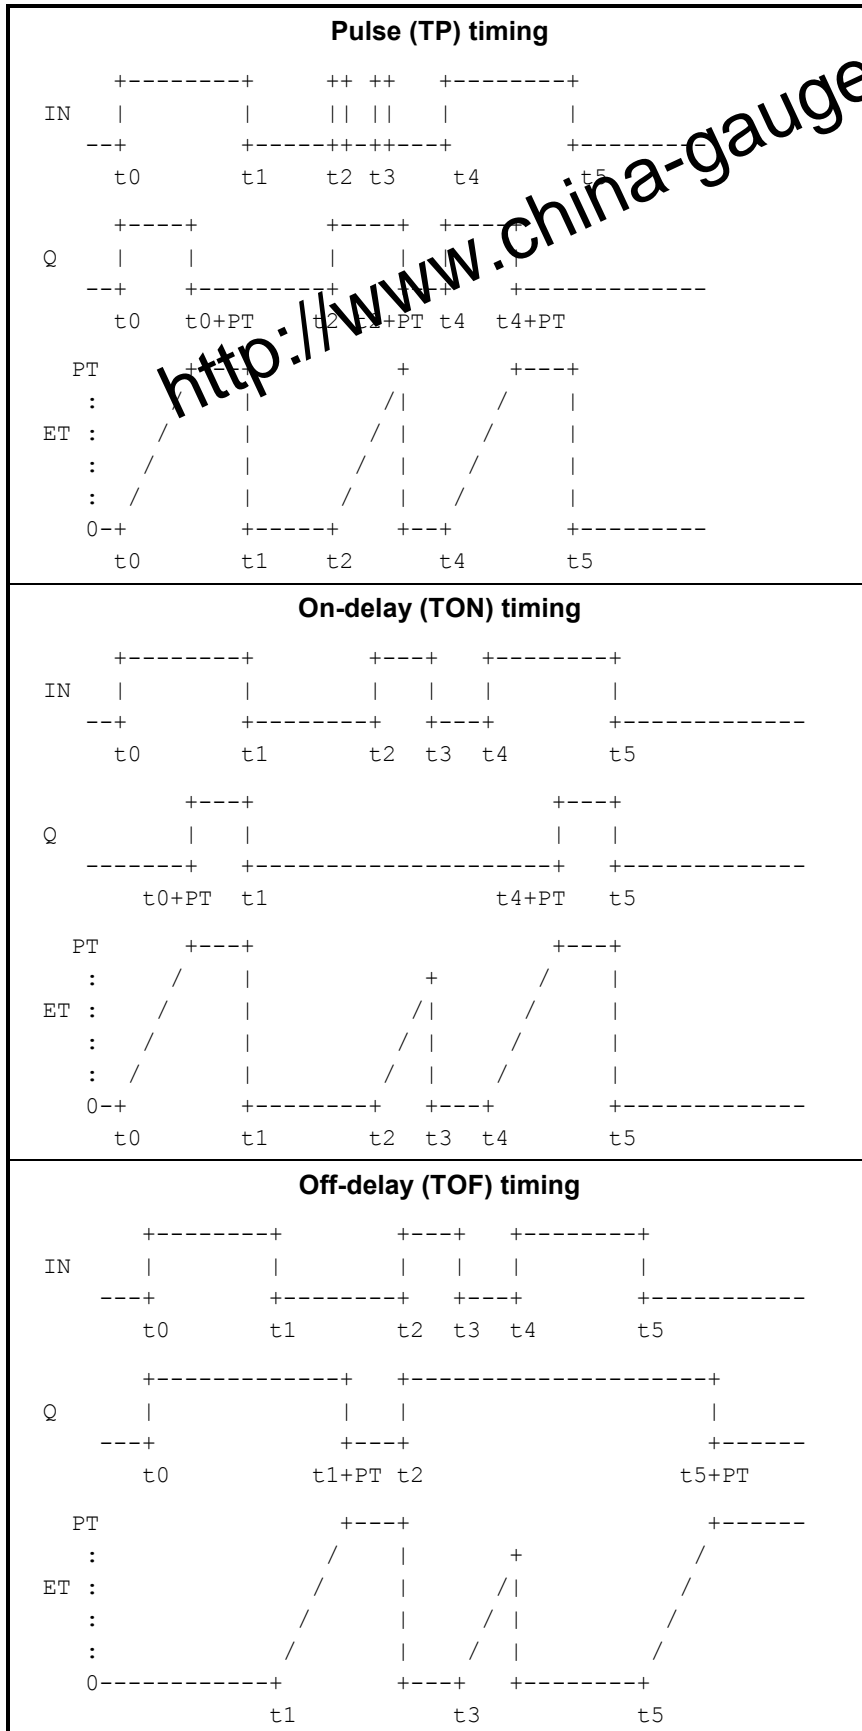 Pulse (TP) timing
         +--------+     ++ ++   +--------+
IN       |        |     || ||   |        |
       --+        +-----++-++---+        +---------
         t0       t1    t2 t3    t4       t5
         +----+         +----+  +----+
Q        |    |         |    |  |    |
       --+    +---------+    +--+    +-------------
         t0   t0+PT    t2 t2+PT t4  t4+PT
PT            +---+          +       +---+
:            /    |         /|      /    |
ET :        /     |        / |     /     |
:          /      |       /  |    /      |
:         /       |      /   |   /       |
0-+               +-----+    +--+        +---------
  t0              t1    t2      t4       t5
http://www.china-gauge
On-delay (TON) timing
         +--------+        +---+   +--------+
IN       |        |        |   |   |        |
       --+        +--------+   +---+        +-------------
         t0       t1       t2  t3  t4       t5
              +---+                     +---+
Q             |   |                     |   |
       -------+   +---------------------+   +-------------
           t0+PT  t1                t4+PT   t5
PT            +---+                     +---+
:            /    |            +       /    |
ET :        /     |           /|      /     |
:          /      |          / |     /      |
:         /       |         /  |    /       |
0-+               +--------+   +---+        +-------------
  t0              t1       t2  t3  t4       t5
Off-delay (TOF) timing
          +--------+        +---+   +--------+
IN        |        |        |   |   |        |
       ---+        +--------+   +---+        +-----------
          t0       t1       t2  t3  t4       t5
          +-------------+   +---------------------+
Q         |             |   |                     |
       ---+             +---+                     +------
          t0          t1+PT t2                  t5+PT
PT                      +---+                     +------
:                      /    |       +            /
ET :                  /     |      /|           /
:                    /      |     / |          /
:                   /       |    /  |         /
0------------+              +---+   +--------+
             t1                 t3           t5